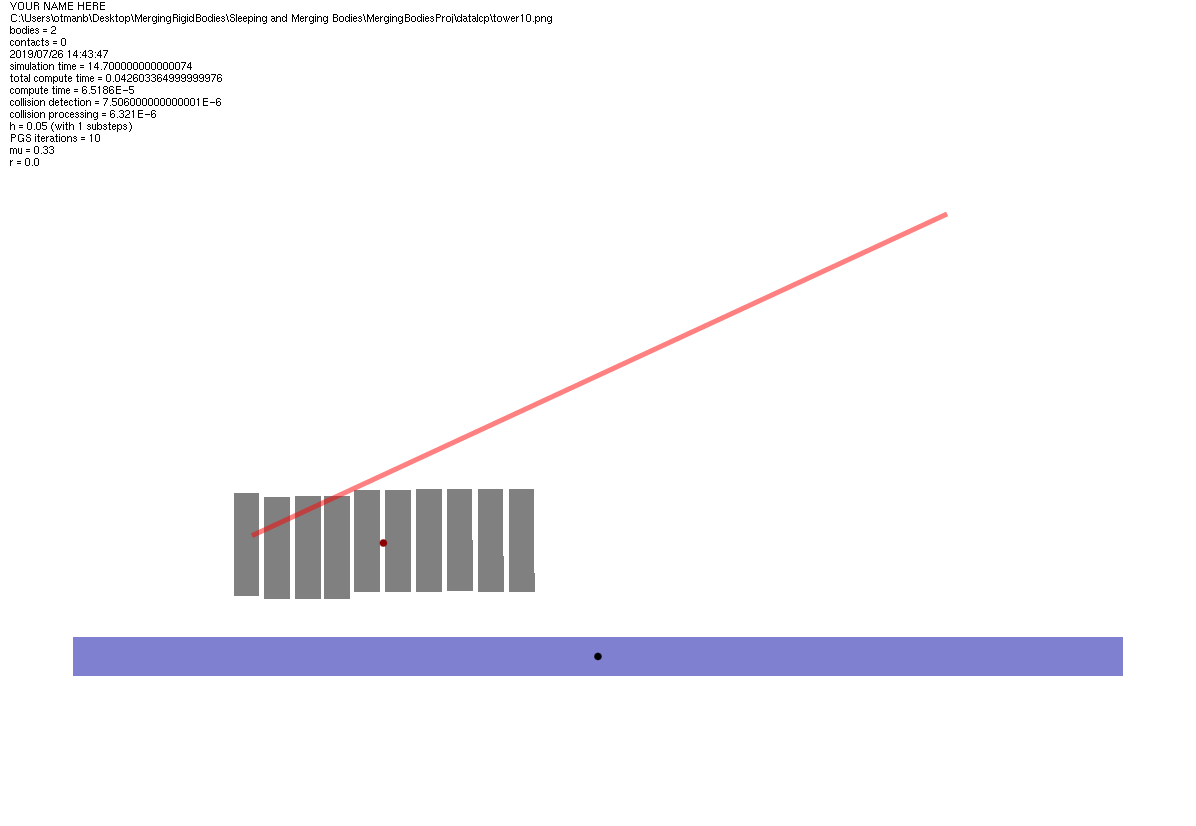 YOUR NAME HERE
C:\Users\otmanb\Desktop\MergingRigidBodies\Sleeping and Merging Bodies\MergingBodiesProj\datalcp\tower10.png
bodies = 2
contacts = 0
2019/07/26 14:43:47
simulation time = 14.700000000000074
total compute time = 0.042603364999999976
compute time = 6.5186E-5
collision detection = 7.506000000000001E-6
collision processing = 6.321E-6
h = 0.05 (with 1 substeps)
PGS iterations = 10
mu = 0.33
r = 0.0